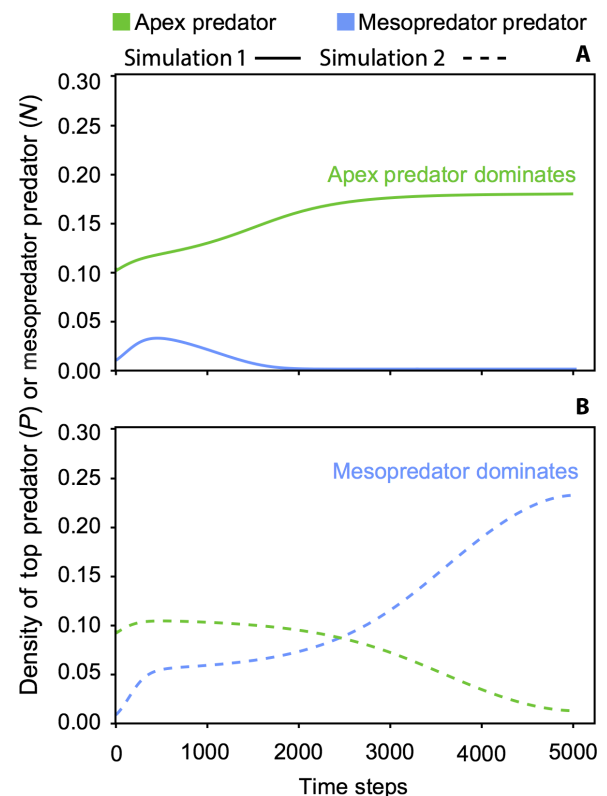 Apex predator
Mesopredator predator
Simulation 1
Simulation 2
A
Density of top predator (P) or mesopredator predator (N)
0.30
0.25
0.20
0.15
0.10
0.05
0.00
Apex predator dominates
B
0.30
0.25
0.20
0.15
0.10
0.05
0.00
Mesopredator dominates
0 1000 2000 3000 4000 5000
Time steps